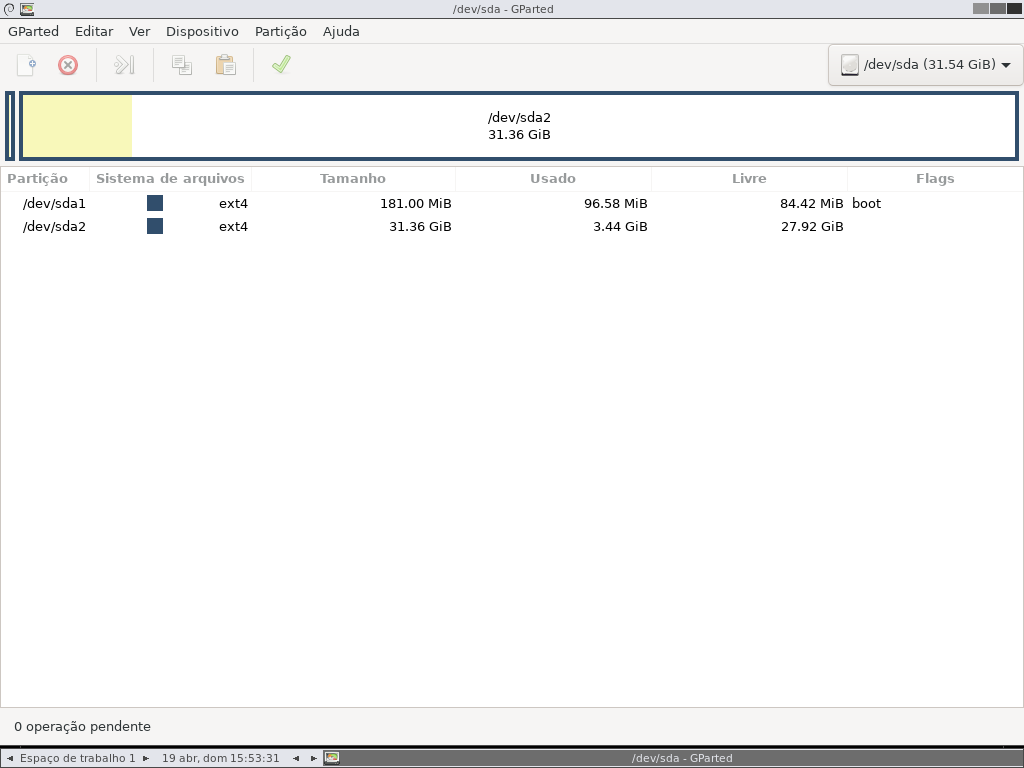 /dev/sda - GParted
GParted Editar Ver Dispositivo Partição Ajuda
/dev/sda (31.54 GiB)
/dev/sda2
31.36 GiB
Partição Sistema de arquivos Tamanho Usado Livre Flags
/dev/sda1 ext4 181.00 MiB 96.58 MiB 84.42 MiB boot
/dev/sda2 ext4 31.36 GiB 3.44 GiB 27.92 GiB
0 operação pendente
Espaço de trabalho 1 19 abr, dom 15:53:31 /dev/sda - GParted